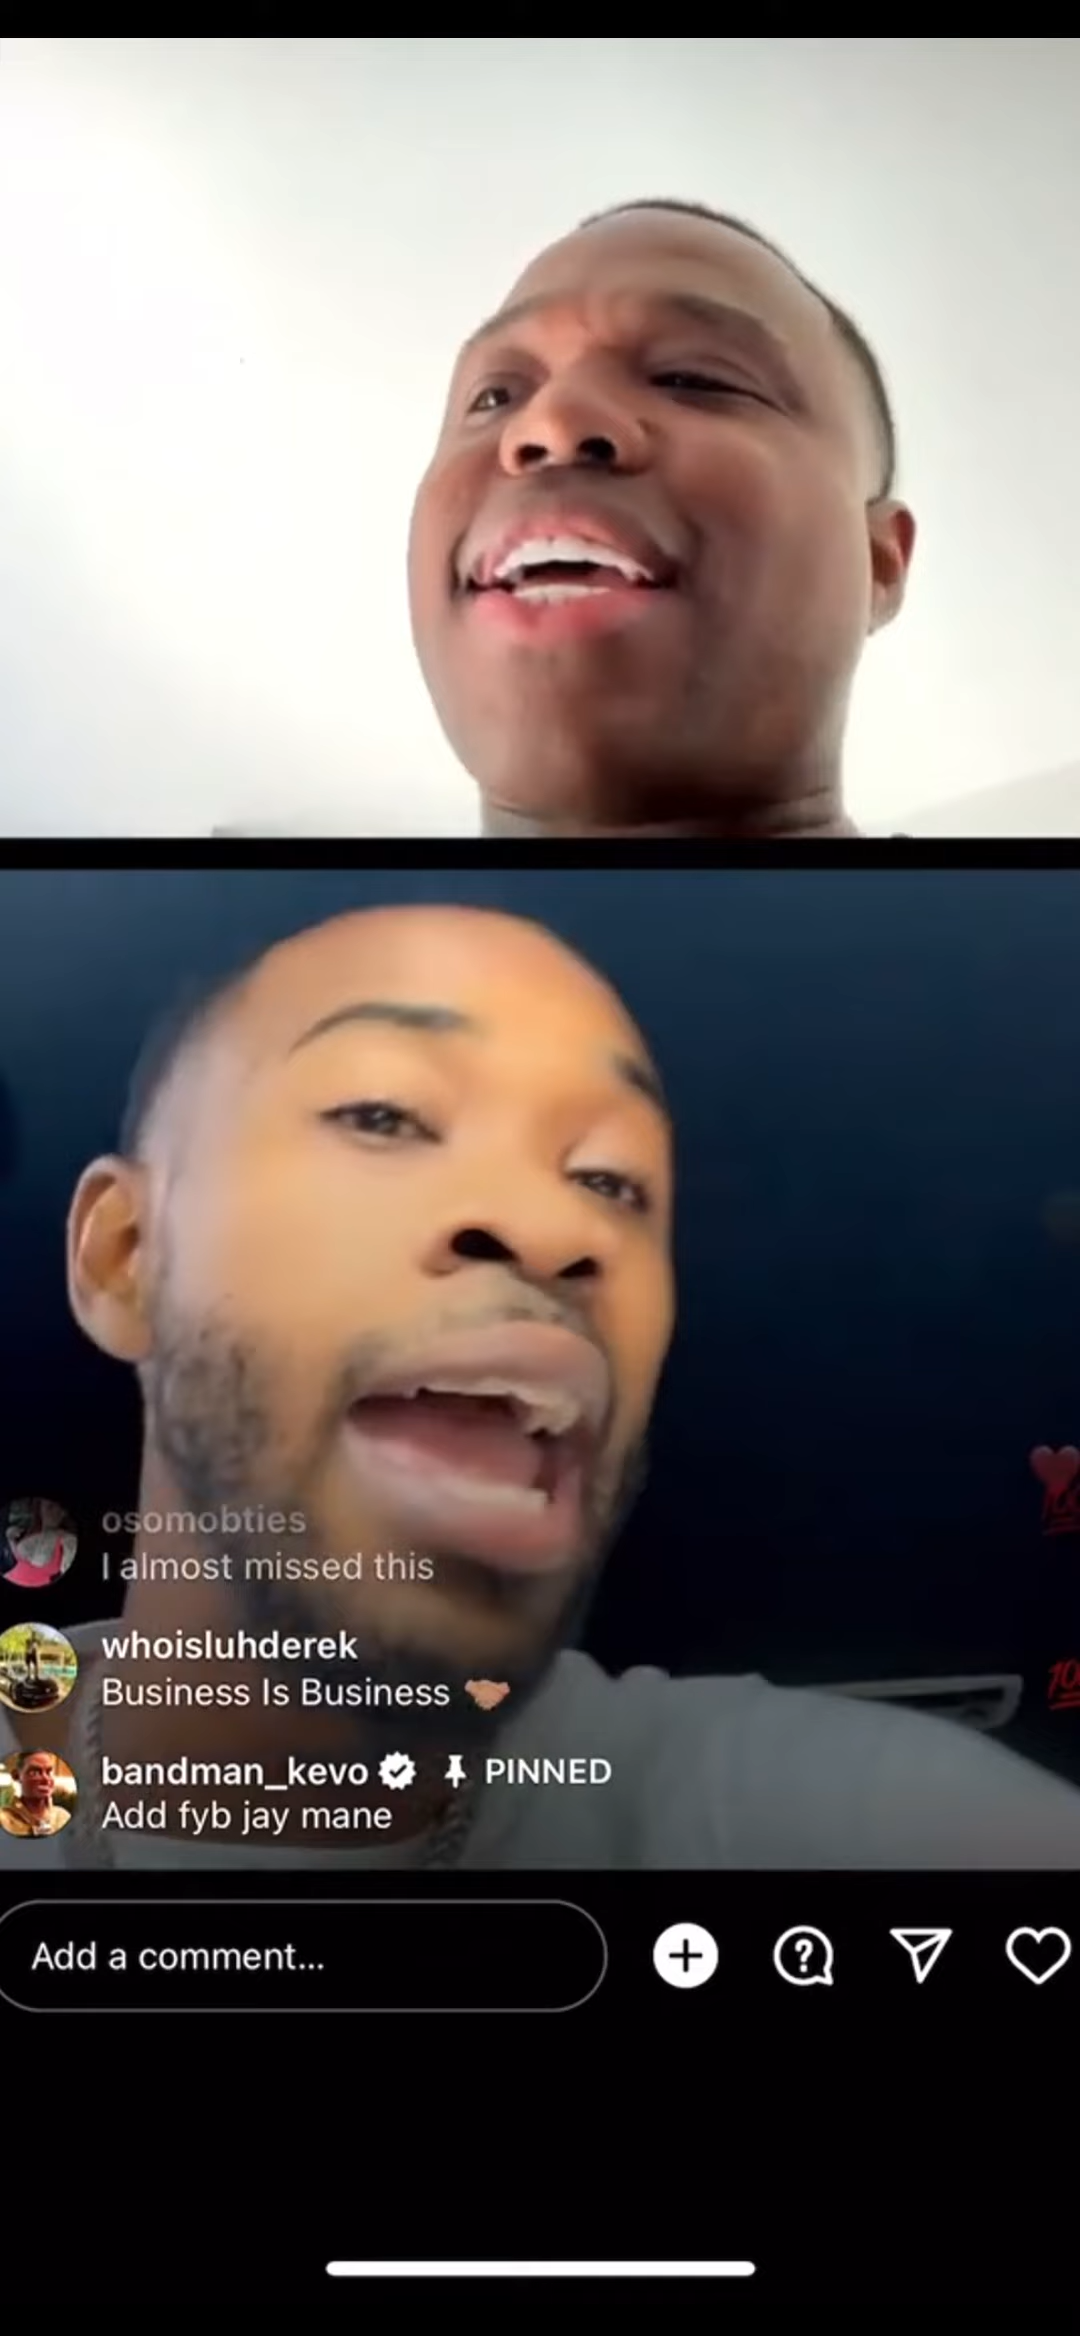 osomobties
I almost missed this
whoisluhderek
Business Is Business 🤝🏽
bandman_kevo PINNED
Add fyb jay mane
Add a comment...